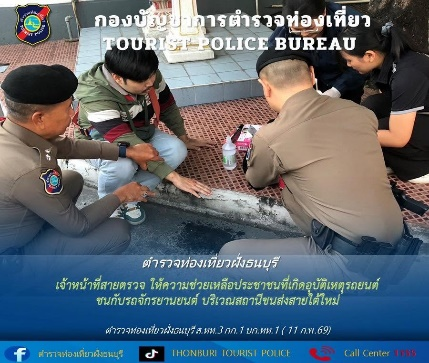 กองบัญชาการตำรวจท่องเที่ยว
TOURIST POLICE BUREAU
ตำรวจท่องเที่ยวฝั่งธนบุรี
เจ้าหน้าที่สายตรวจ ให้ความช่วยเหลือประชาชนที่เกิดอุบัติเหตุรถยนต์
ชนกับรถจักรยานยนต์ บริเวณสถานีขนส่งสายใต้ใหม่
ตำรวจท่องเที่ยวฝั่งธนบุรี ส.ทท.3 กก.1 บก.ทท.1 ( 11 ก.พ.69)
ตำรวจท่องเที่ยวฝั่งธนบุรี THONBURI TOURIST POLICE Call Center 1155